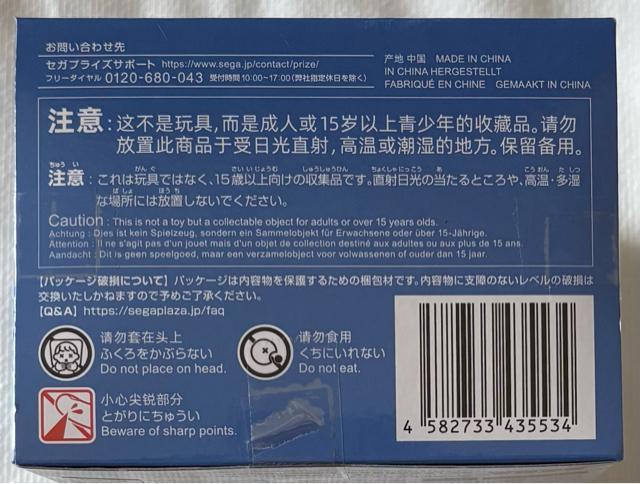 お問い合わせ先
セガプライズサポート https://www.sega.jp/contact/prize/
フリーダイヤル 0120-680-043 受付時間 10:00~17:00(弊社指定休日を除く)
产地 中国 MADE IN CHINA
IN CHINA HERGESTELLT
FABRIQUÉ EN CHINE GEMAAKT IN CHINA
注意:这不是玩具,而是成人或15岁以上青少年的收藏品。请勿
放置此商品于受日光直射,高温或潮湿的地方。保留备用。
注意:これは玩具ではなく、15歳以上向けの収集品です。直射日光の当たるところや、高温・多湿
な場所には放置しないでください。
Caution : This is not a toy but a collectable object for adults or over 15 years olds.
Achtung : Dies ist kein Spielzeug, sondern ein Sammelobjekt für Erwachsene oder über 15-Jährige.
Attention : Il ne s'agit pas d'un jouet mais d'un objet de collection destiné aux adultes ou aux plus de 15 ans.
Aandacht : Dit is geen speelgoed, maar een verzamelobject voor volwassenen of ouder dan 15 jaar.
【パッケージ破損について】パッケージは内容物を保護するための梱包材です。内容物に支障のないレベルの破損は
交換いたしかねますので予めご了承ください。
【Q&A】https://segaplaza.jp/faq
请勿套在头上
ふくろをかぶらない
Do not place on head.
请勿食用
くちにいれない
Do not eat.
小心尖锐部分
とがりにちゅうい
Beware of sharp points.
4 582733 435534